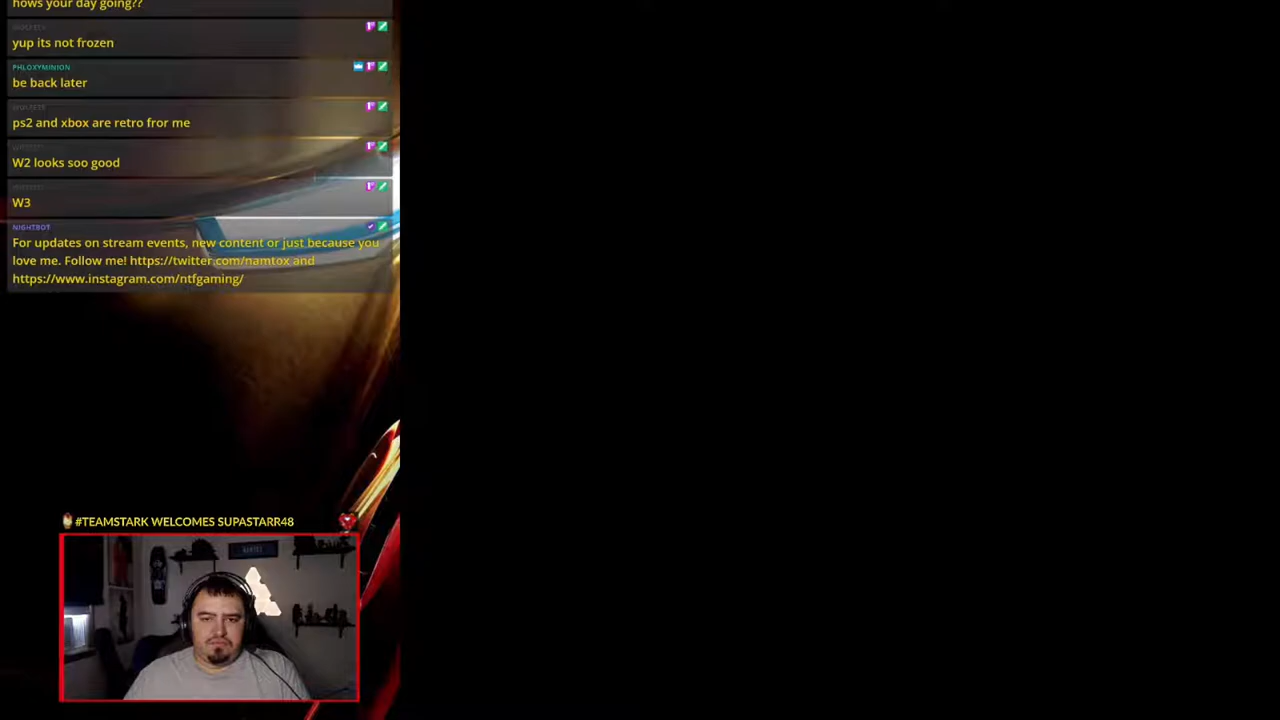 hows your day going??
yup its not frozen
PHLOXYMINION
be back later
ps2 and xbox are retro fror me
W2 looks soo good
W3
NIGHTBOT
For updates on stream events, new content or just because you
love me. Follow me! https://twitter.com/namtox and
https://www.instagram.com/ntfgaming/
#TEAMSTARK WELCOMES SUPASTARR48